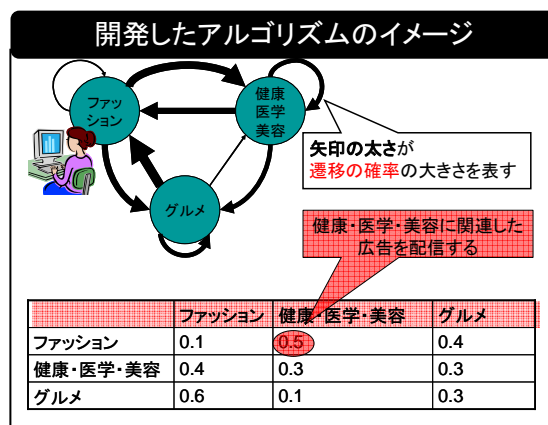 開発したアルゴリズムのイメージ
ファッ
ション
健康
医学
美容
矢印の太さが
遷移の確率の大きさを表す
グルメ
健康・医学・美容に関連した
広告を配信する
ファッション 健康・医学・美容 グルメ
ファッション 0.1 0.5 0.4
健康・医学・美容 0.4 0.3 0.3
グルメ 0.6 0.1 0.3